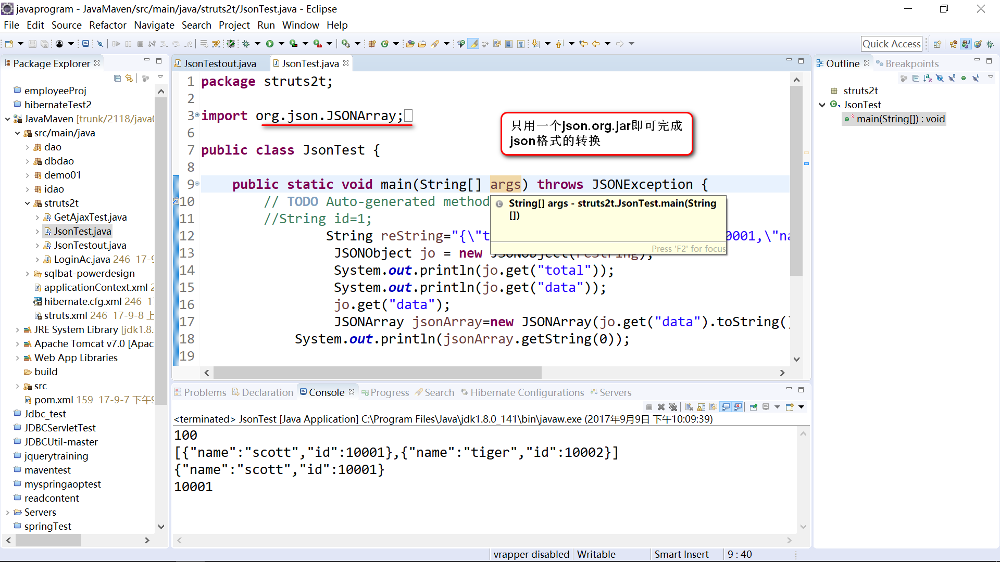 javaprogram - JavaMaven/src/main/java/struts2t/JsonTest.java - Eclipse
File Edit Source Refactor Navigate Search Project Run Window Help
Quick Access
Package Explorer
employeeProj
hibernateTest2
JavaMaven [trunk/2118/java
src/main/java
dao
dbdao
demo01
idao
struts2t
GetAjaxTest.java
JsonTest.java
JsonTestout.java
LoginAc.java 246 17-9
sqlbat-powerdesign
applicationContext.xml 2
hibernate.cfg.xml 246 17
struts.xml 246 17-9-8 上
JRE System Library [jdk1.8.
Apache Tomcat v7.0 [Apac
Web App Libraries
build
src
pom.xml 159 17-9-7 下午9
Jdbc_test
JDBCServletTest
JDBCUtil-master
jquerytraining
maventest
myspringaoptest
readcontent
Servers
springTest
JsonTestout.java JsonTest.java
1 package struts2t;
2
3 import org.json.JSONArray;
6
7 public class JsonTest {
8
9 public static void main(String[] args) throws JSONException {
10 // TODO Auto-generated method
11 //String id=1;
12 String reString="{\"t 0001,\"na
13 JSONObject jo = new JSONObject(reString);
14 System.out.println(jo.get("total"));
15 System.out.println(jo.get("data"));
16 jo.get("data");
17 JSONArray jsonArray=new JSONArray(jo.get("data").toString()
18 System.out.println(jsonArray.getString(0));
19
只用一个json.org.jar即可完成
json格式的转换
String[] args - struts2t.JsonTest.main(String
[])
Press 'F2' for focus
Outline Breakpoints
struts2t
JsonTest
main(String[]) : void
Problems Declaration Console Progress Search Hibernate Configurations Servers
<terminated> JsonTest [Java Application] C:\Program Files\Java\jdk1.8.0_141\bin\javaw.exe (2017年9月9日 下午10:09:39)
100
[{"name":"scott","id":10001},{"name":"tiger","id":10002}]
{"name":"scott","id":10001}
10001
vrapper disabled Writable Smart Insert 9 : 40